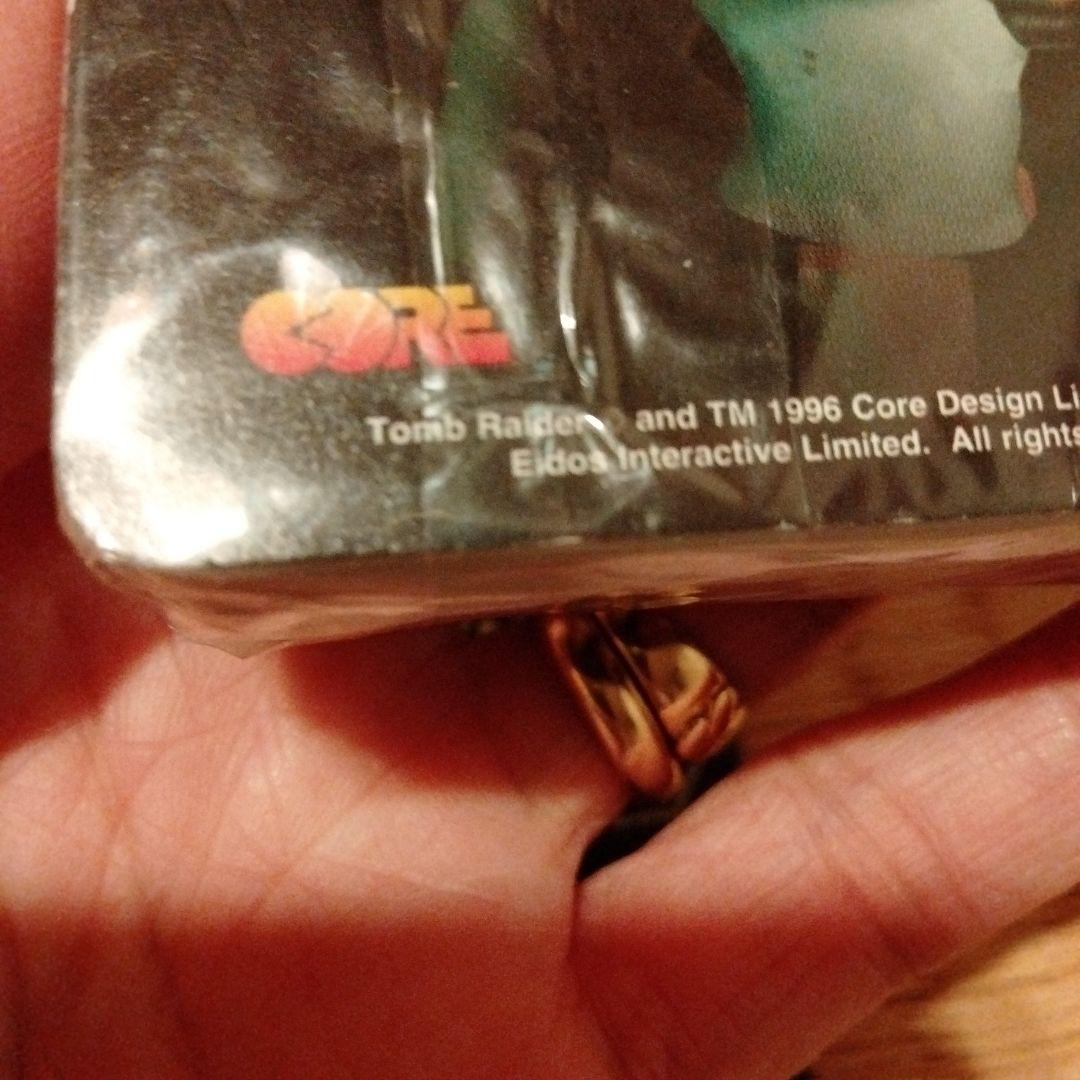 CORE
Tomb Raider © and TM 1996 Core Design Li
Eidos Interactive Limited. All rights